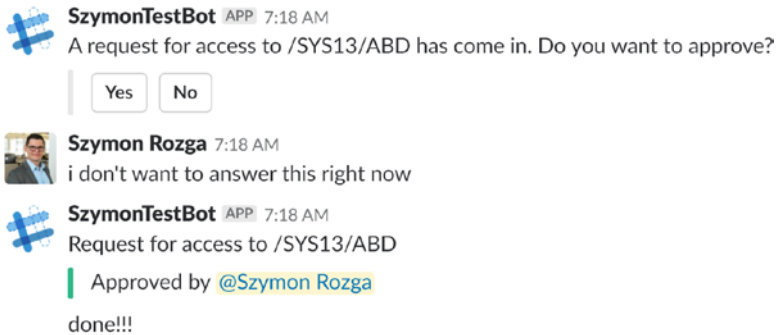 SzymonTestBot APP 7:18 AM
A request for access to /SYS13/ABD has come in. Do you want to approve?
Yes No
Szymon Rozga 7:18 AM
i don't want to answer this right now
SzymonTestBot APP 7:18 AM
Request for access to /SYS13/ABD
Approved by @Szymon Rozga
done!!!